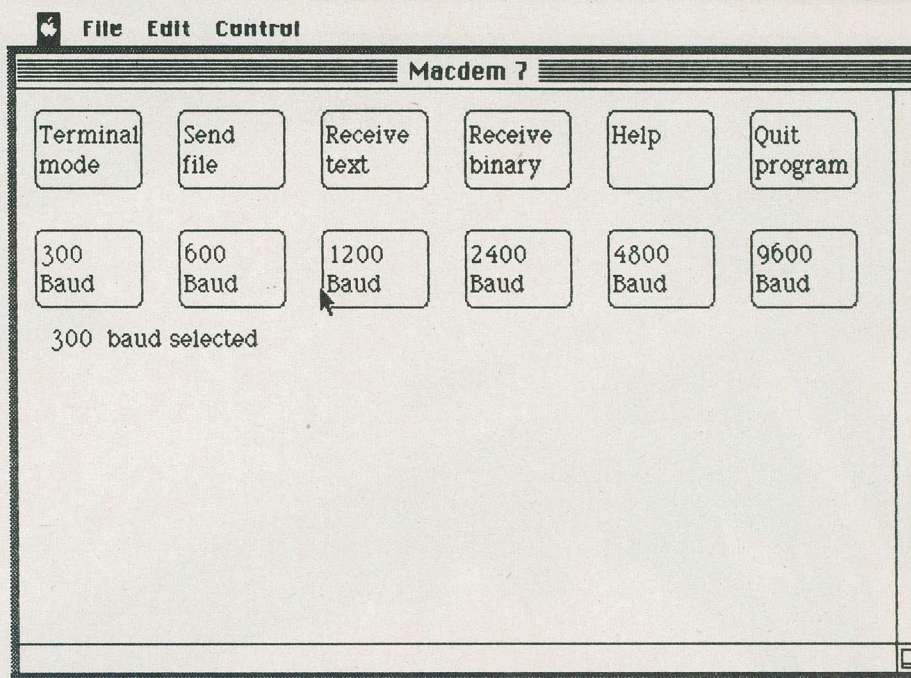 File Edit Control
Macdem 7
Terminal mode
Send file
Receive text
Receive binary
Help
Quit program
300 Baud
600 Baud
1200 Baud
2400 Baud
4800 Baud
9600 Baud
300 baud selected